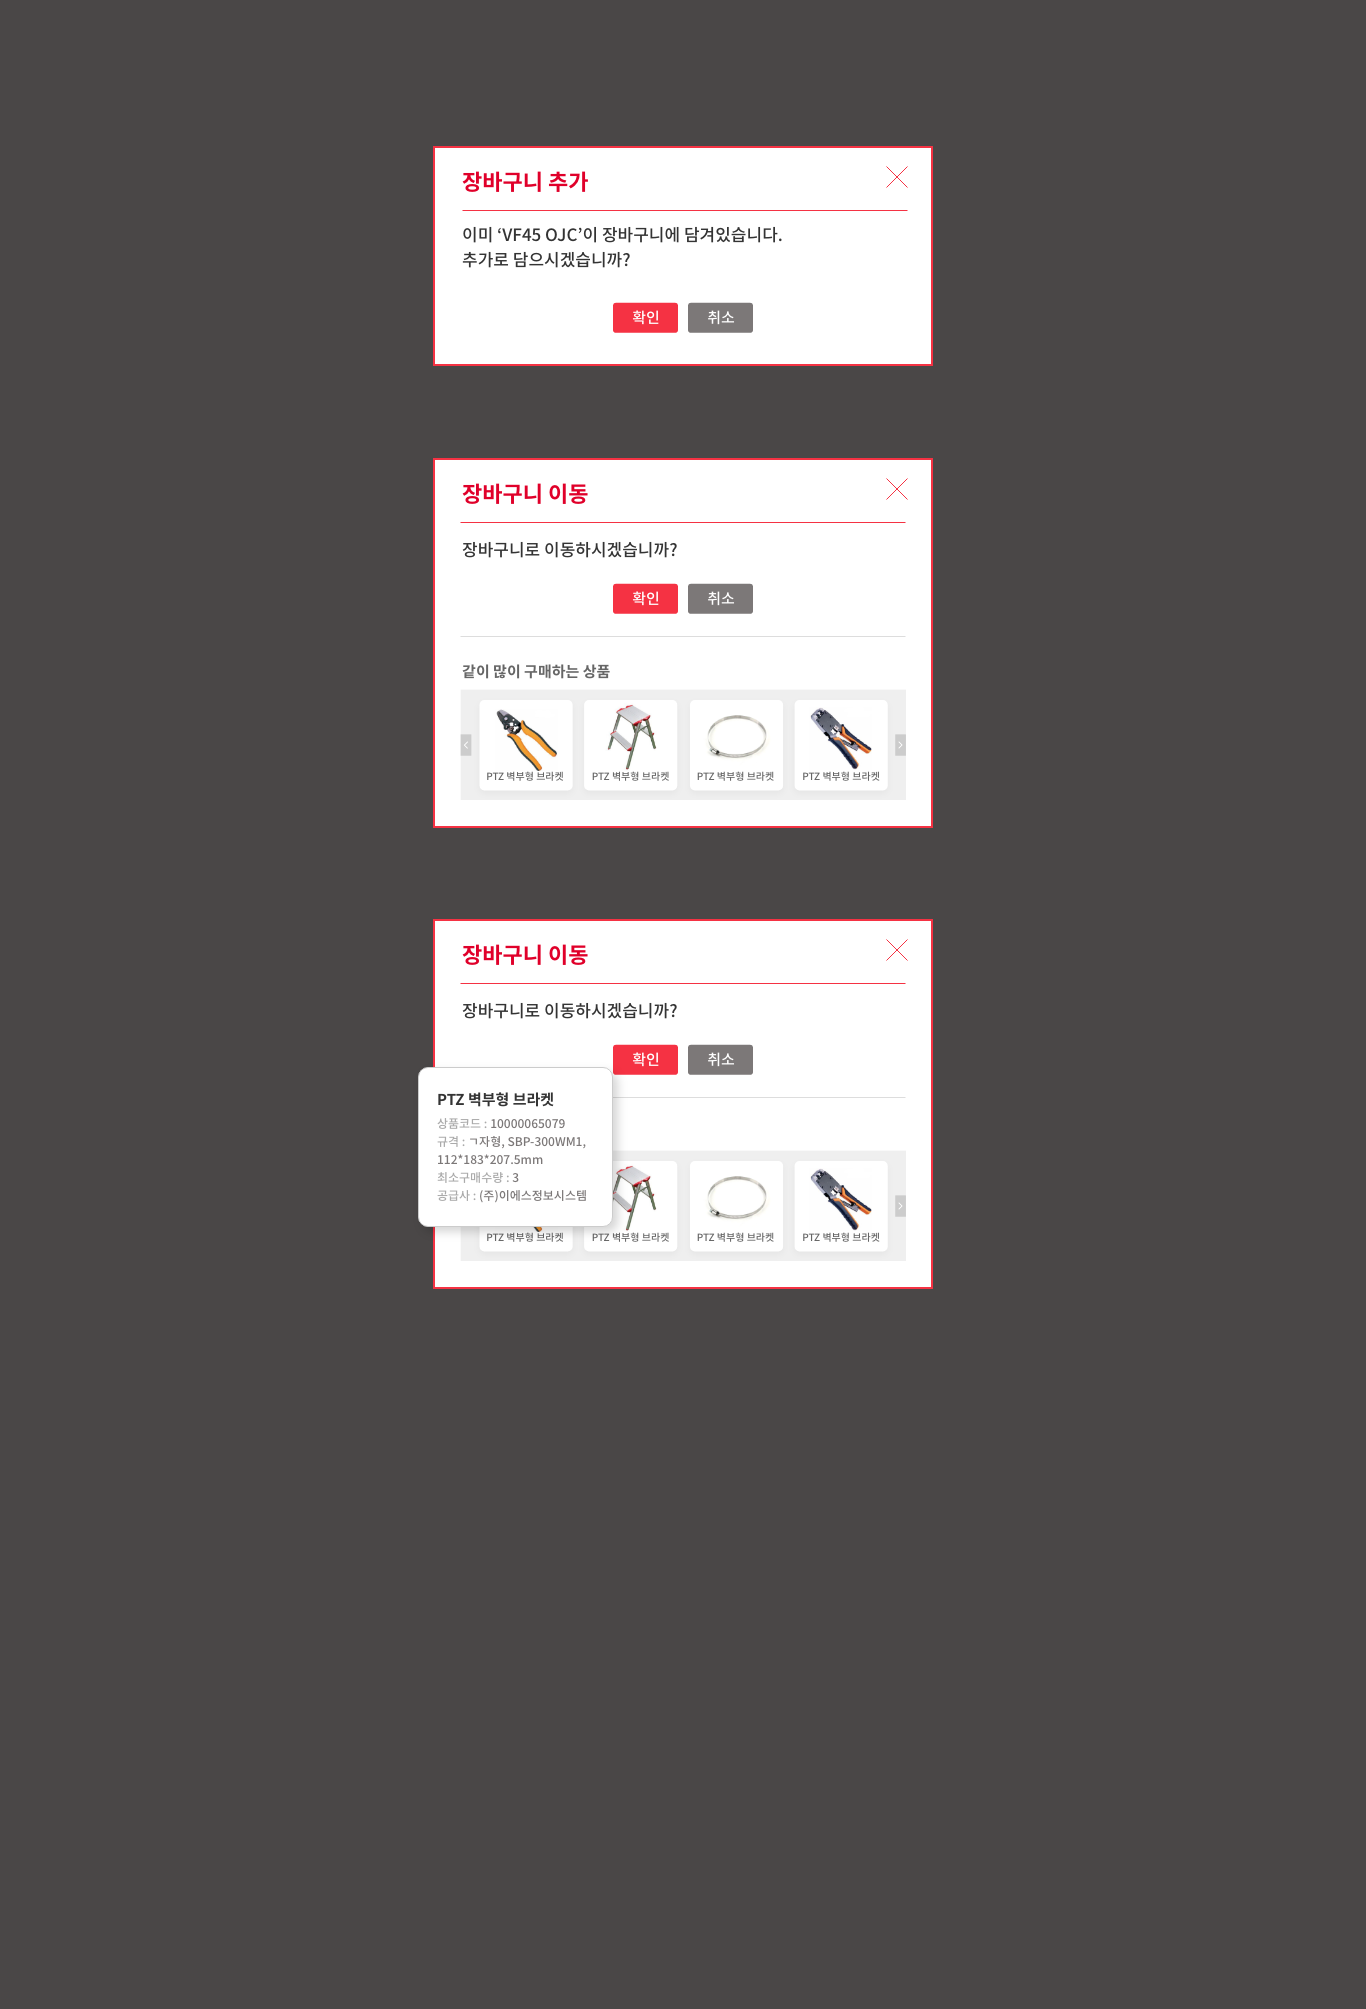 장바구니 추가
이미 ‘VF45 OJC’이 장바구니에 담겨있습니다.
추가로 담으시겠습니까?
확인 취소
장바구니 이동
장바구니로 이동하시겠습니까?
확인 취소
같이 많이 구매하는 상품
PTZ 벽부형 브라켓 PTZ 벽부형 브라켓 PTZ 벽부형 브라켓 PTZ 벽부형 브라켓
장바구니 이동
장바구니로 이동하시겠습니까?
확인 취소
PTZ 벽부형 브라켓
상품코드 : 10000065079
규격 : ㄱ자형, SBP-300WM1,
112*183*207.5mm
최소구매수량 : 3
공급사 : (주)이에스정보시스템
PTZ 벽부형 브라켓 PTZ 벽부형 브라켓 PTZ 벽부형 브라켓 PTZ 벽부형 브라켓